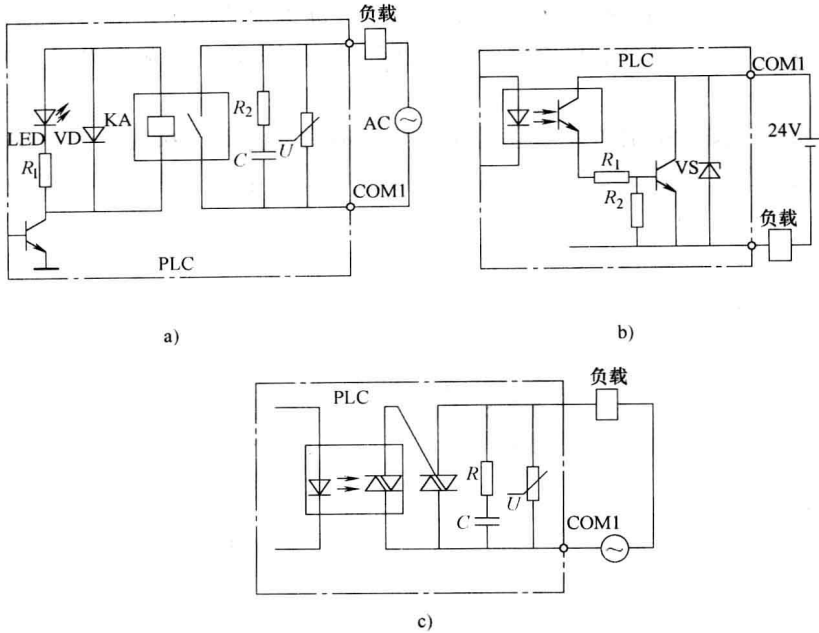 负载
LED
VD
KA
R1
R2
C
U
AC
COM1
PLC
a)
PLC
COM1
R1
R2
VS
24V
负载
b)
PLC
负载
R
C
U
COM1
c)